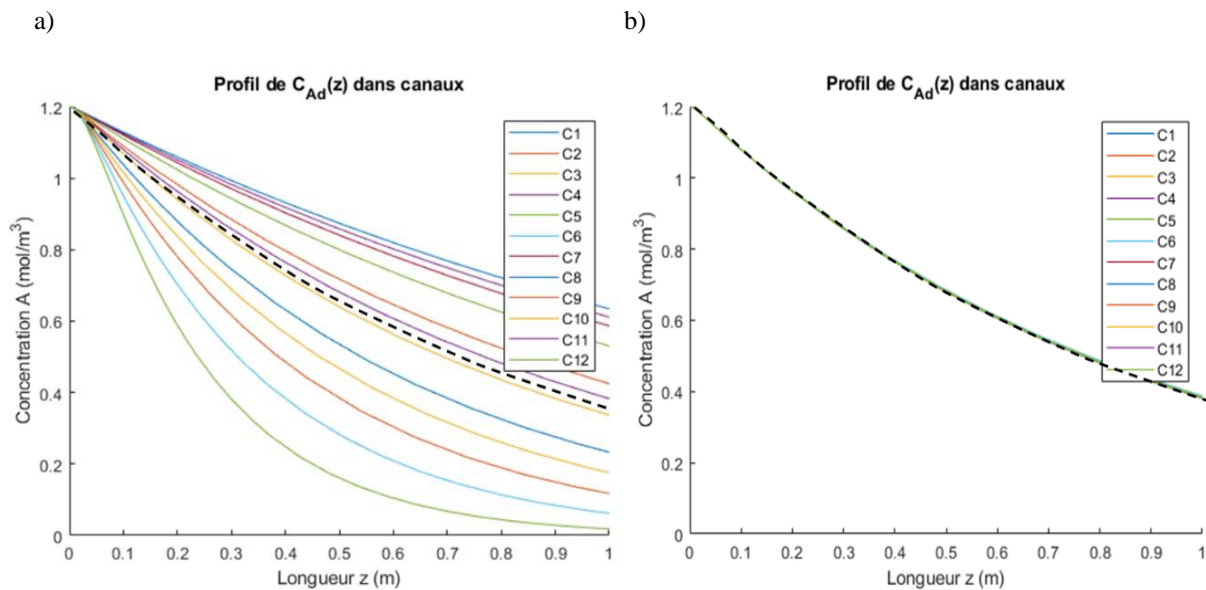 a)
Profil de C_Ad(z) dans canaux
1.2
1
0.8
0.6
0.4
0.2
0
Concentration A (mol/m³)
0 0.1 0.2 0.3 0.4 0.5 0.6 0.7 0.8 0.9 1
Longueur z (m)
C1
C2
C3
C4
C5
C6
C7
C8
C9
C10
C11
C12
b)
Profil de C_Ad(z) dans canaux
1.2
1
0.8
0.6
0.4
0.2
0
Concentration A (mol/m³)
0 0.1 0.2 0.3 0.4 0.5 0.6 0.7 0.8 0.9 1
Longueur z (m)
C1
C2
C3
C4
C5
C6
C7
C8
C9
C10
C11
C12